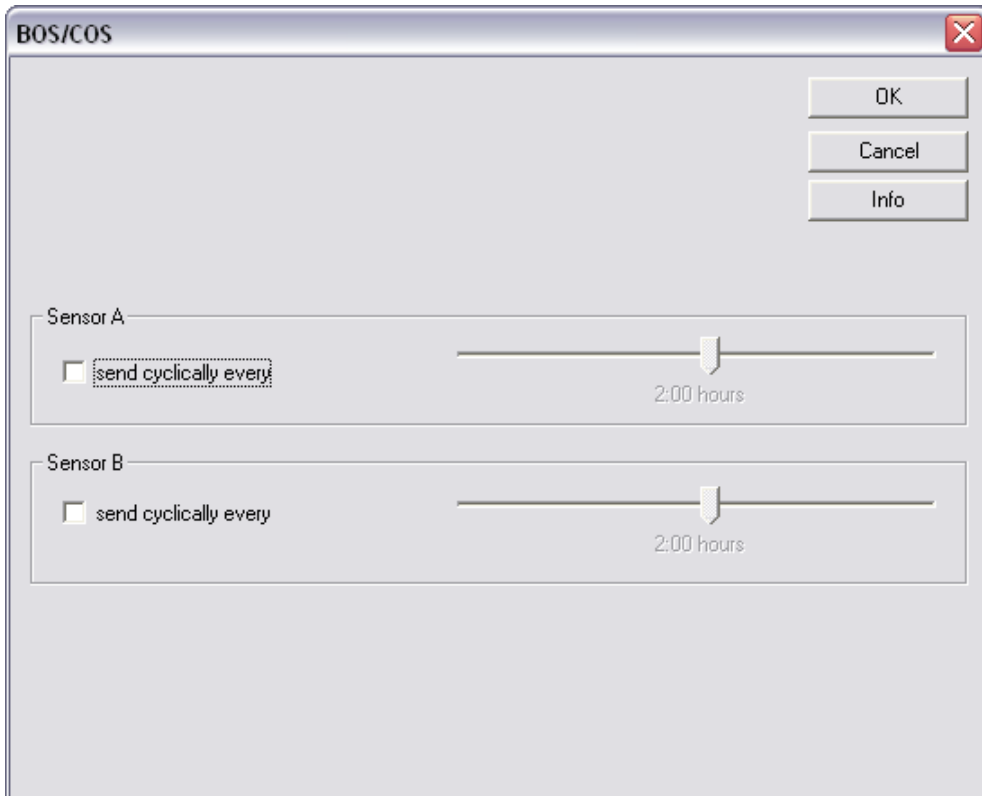 BOS/COS
OK
Cancel
Info
Sensor A
send cyclically every
2:00 hours
Sensor B
send cyclically every
2:00 hours